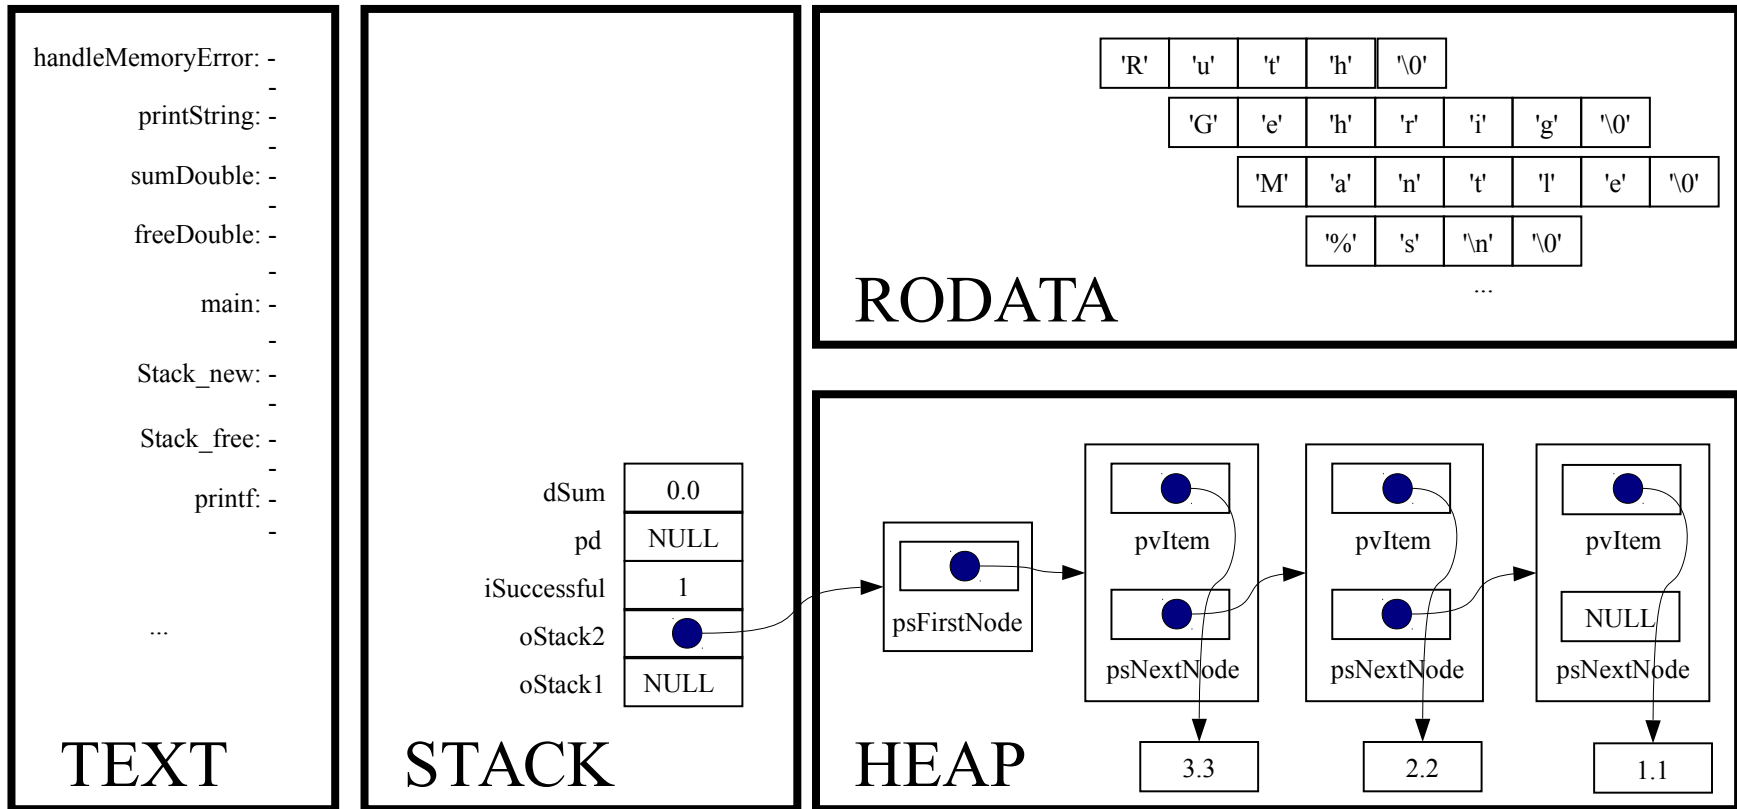 handleMemoryError: -
-
printString: -
-
sumDouble: -
-
freeDouble: -
-
main: -
-
Stack_new: -
-
Stack_free: -
-
printf: -
-
...
TEXT
dSum 0.0
pd NULL
iSuccessful 1
oStack2
oStack1 NULL
STACK
'R' 'u' 't' 'h' '\0'
'G' 'e' 'h' 'r' 'i' 'g' '\0'
'M' 'a' 'n' 't' 'l' 'e' '\0'
'%' 's' '\n' '\0'
...
RODATA
pvItem pvItem pvItem
psFirstNode NULL
psNextNode psNextNode psNextNode
3.3 2.2 1.1
HEAP